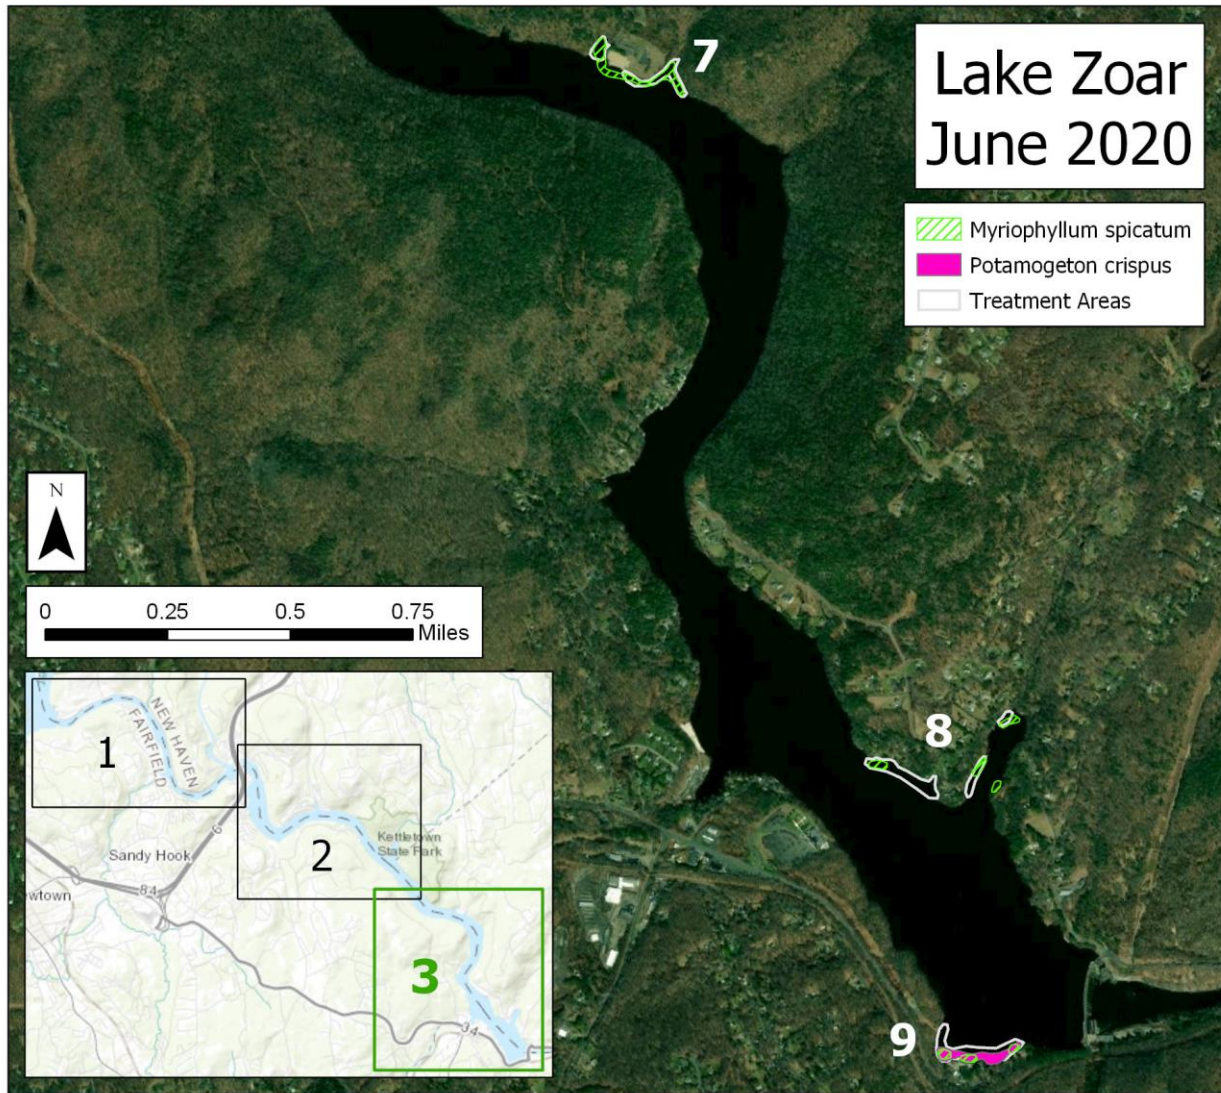 7
Lake Zoar
June 2020
Myriophyllum spicatum
Potamogeton crispus
Treatment Areas
N
0 0.25 0.5 0.75
Miles
8
9
1
NEW HAVEN
FAIRFIELD
6
2
Kettletown
State Park
Sandy Hook
84
wtown
3
34